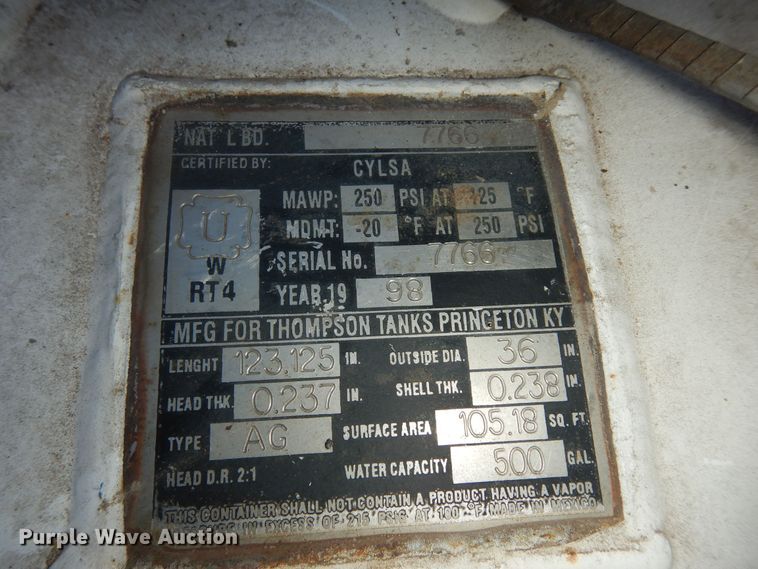 NAT'L BD. 7766
CERTIFIED BY: CYLSA
MAWP: 250 PSI AT 125 °F
MDMT: -20 °F AT 250 PSI
U
W
RT4
SERIAL No. 7766
YEAR 19 98
MFG FOR THOMPSON TANKS PRINCETON KY
LENGHT 123.125 IN. OUTSIDE DIA. 36 IN.
HEAD THK. 0.237 IN. SHELL THK. 0.238 IN.
TYPE AG SURFACE AREA 105.18 SQ. FT.
HEAD D.R. 2:1 WATER CAPACITY 500 GAL
THIS CONTAINER SHALL NOT CONTAIN A PRODUCT HAVING A VAPOR
PRESSURE IN EXCESS OF 215 PSIG AT 100 °F MADE IN MEXICO
Purple Wave Auction